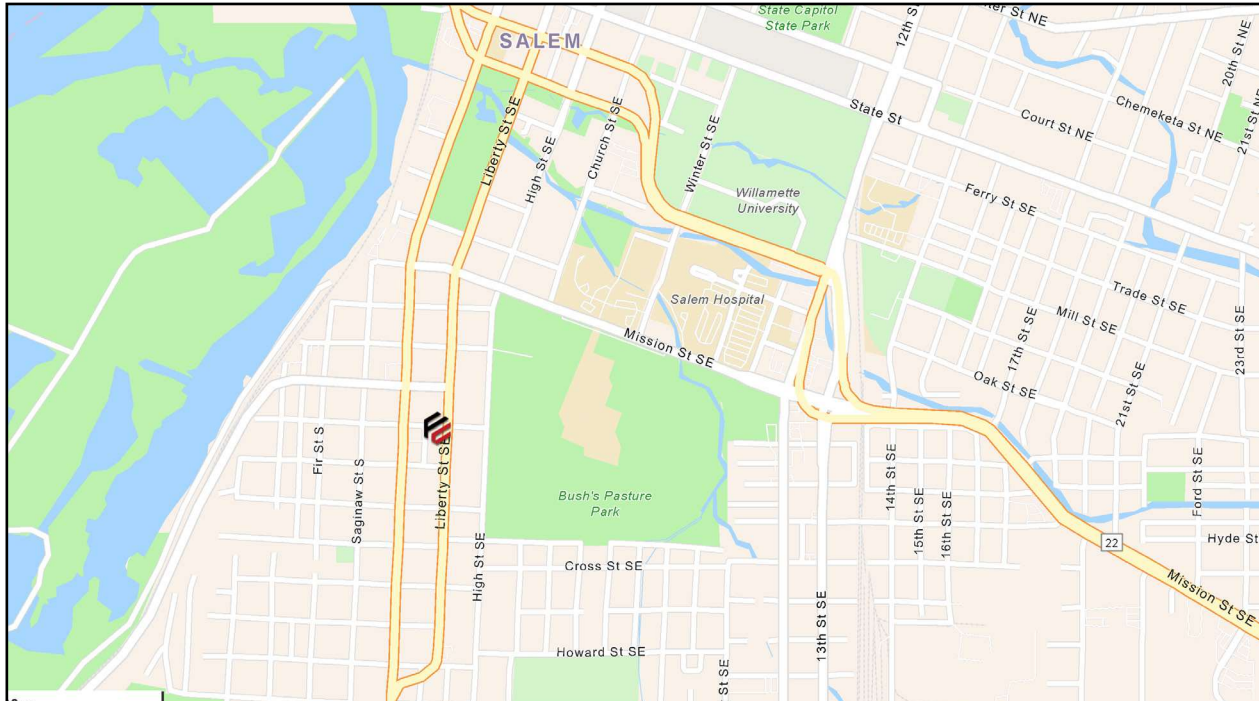 State Capitol
State Park
SALEM
12th St
20th St NE
Chemeketa St NE
21st St NE
Court St NE
State St
Liberty St SE
High St SE
Church St SE
Winter St SE
Willamette
University
Ferry St SE
Salem Hospital
Mission St SE
Trade St SE
Mill St SE
17th St SE
Oak St SE
21st St SE
23rd St SE
Fir St S
Saginaw St S
Liberty St SE
Bush's Pasture
Park
14th St SE
15th St SE
16th St SE
Ford St SE
22
Hyde St
High St SE
Cross St SE
Mission St SE
Howard St SE
13th St SE
St SE